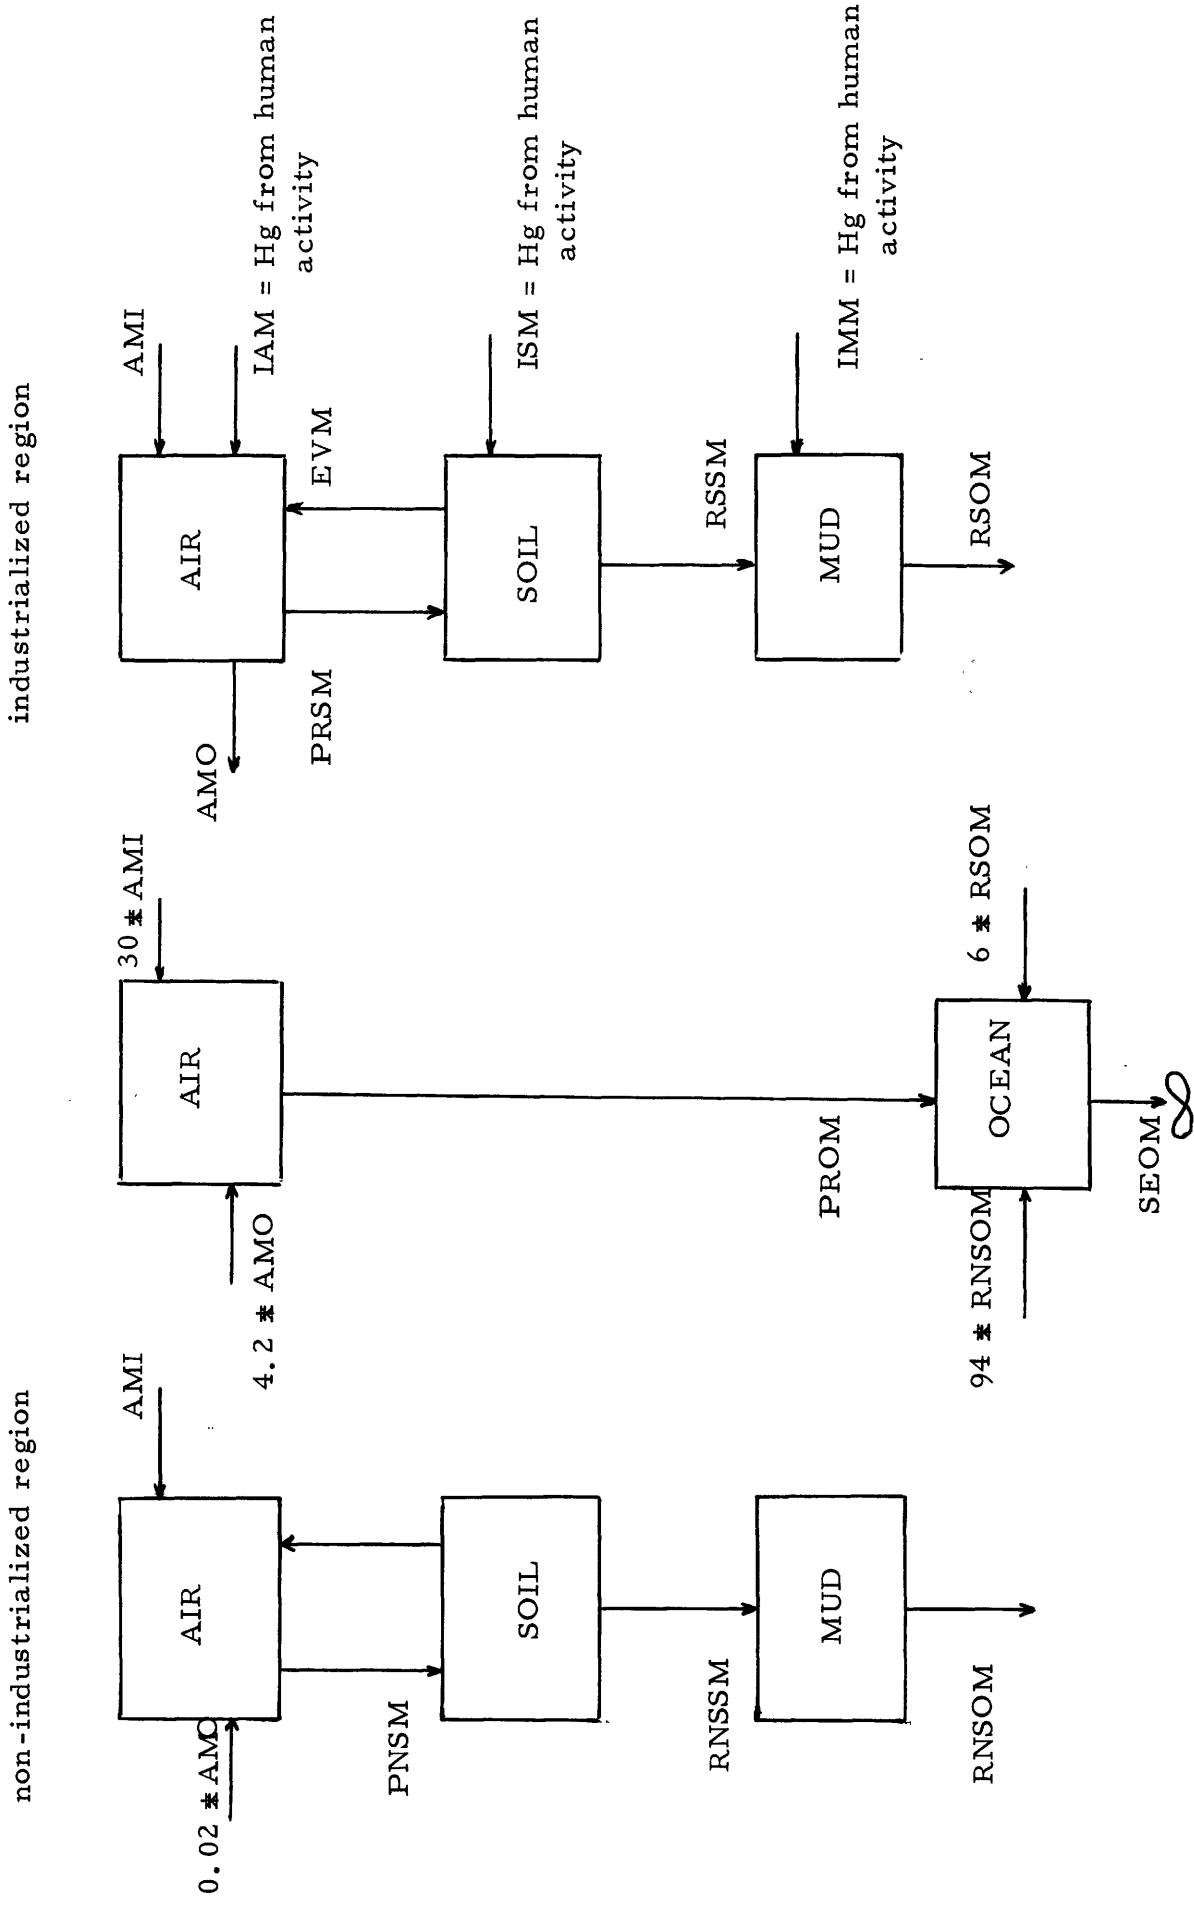 non-industrialized region
industrialized region
0.02 * AMO
AMI
AIR
PNSM
SOIL
RNSSM
MUD
RNSOM
4.2 * AMO
30 * AMI
AIR
PROM
94 * RNSOM
6 * RSOM
OCEAN
SEOM
AMO
AMI
IAM = Hg from human
activity
AIR
PRSM
EVM
SOIL
ISM = Hg from human
activity
RSSM
MUD
IMM = Hg from human
activity
RSOM